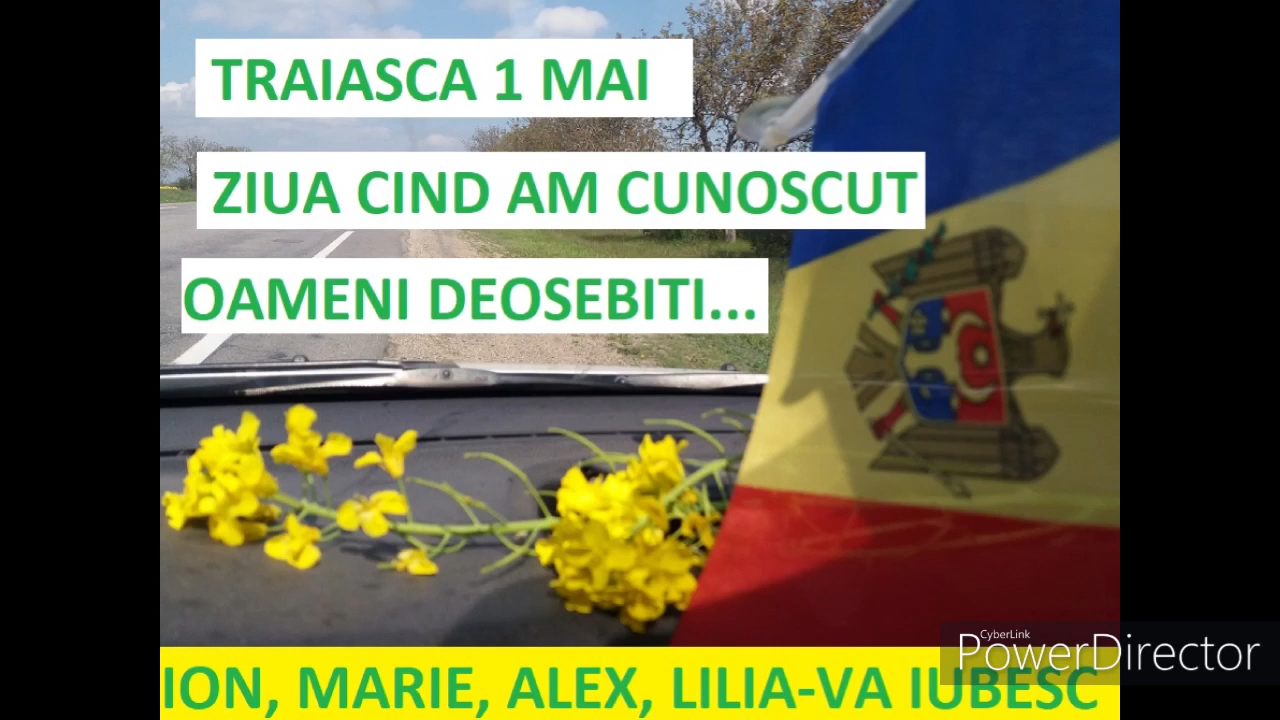 TRAIASCA 1 MAI
ZIUA CIND AM CUNOSCUT
OAMENI DEOSEBITI...
ION, MARIE, ALEX, LILIA-VA IUBESC
CyberLink
PowerDirector